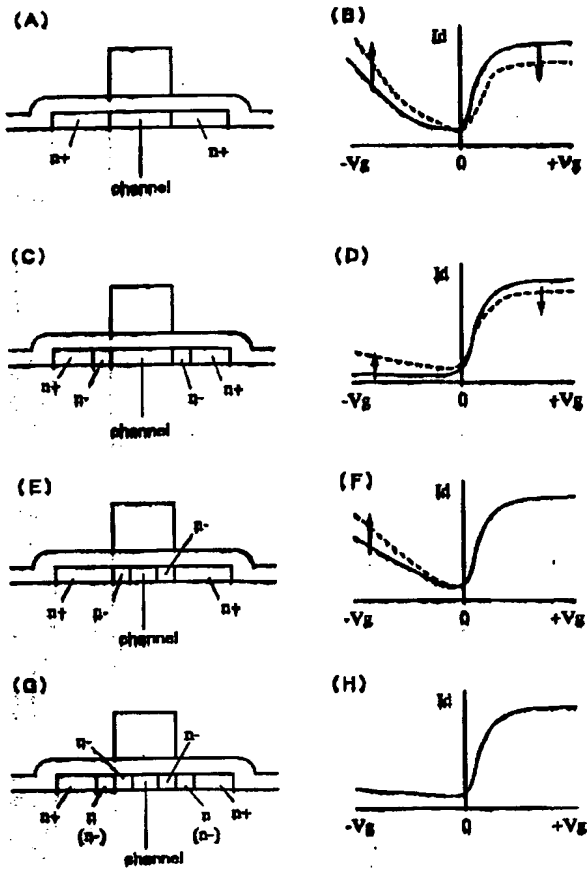 (A)
n+
n+
channel
(B)
Id
-Vg
0
+Vg
(C)
n+
n-
n-
n+
channel
(D)
Id
-Vg
0
+Vg
(E)
n-
n+
n-
n+
channel
(F)
Id
-Vg
0
+Vg
(G)
n-
n-
n+
n
(n-)
n
(n-)
n+
channel
(H)
Id
-Vg
0
+Vg